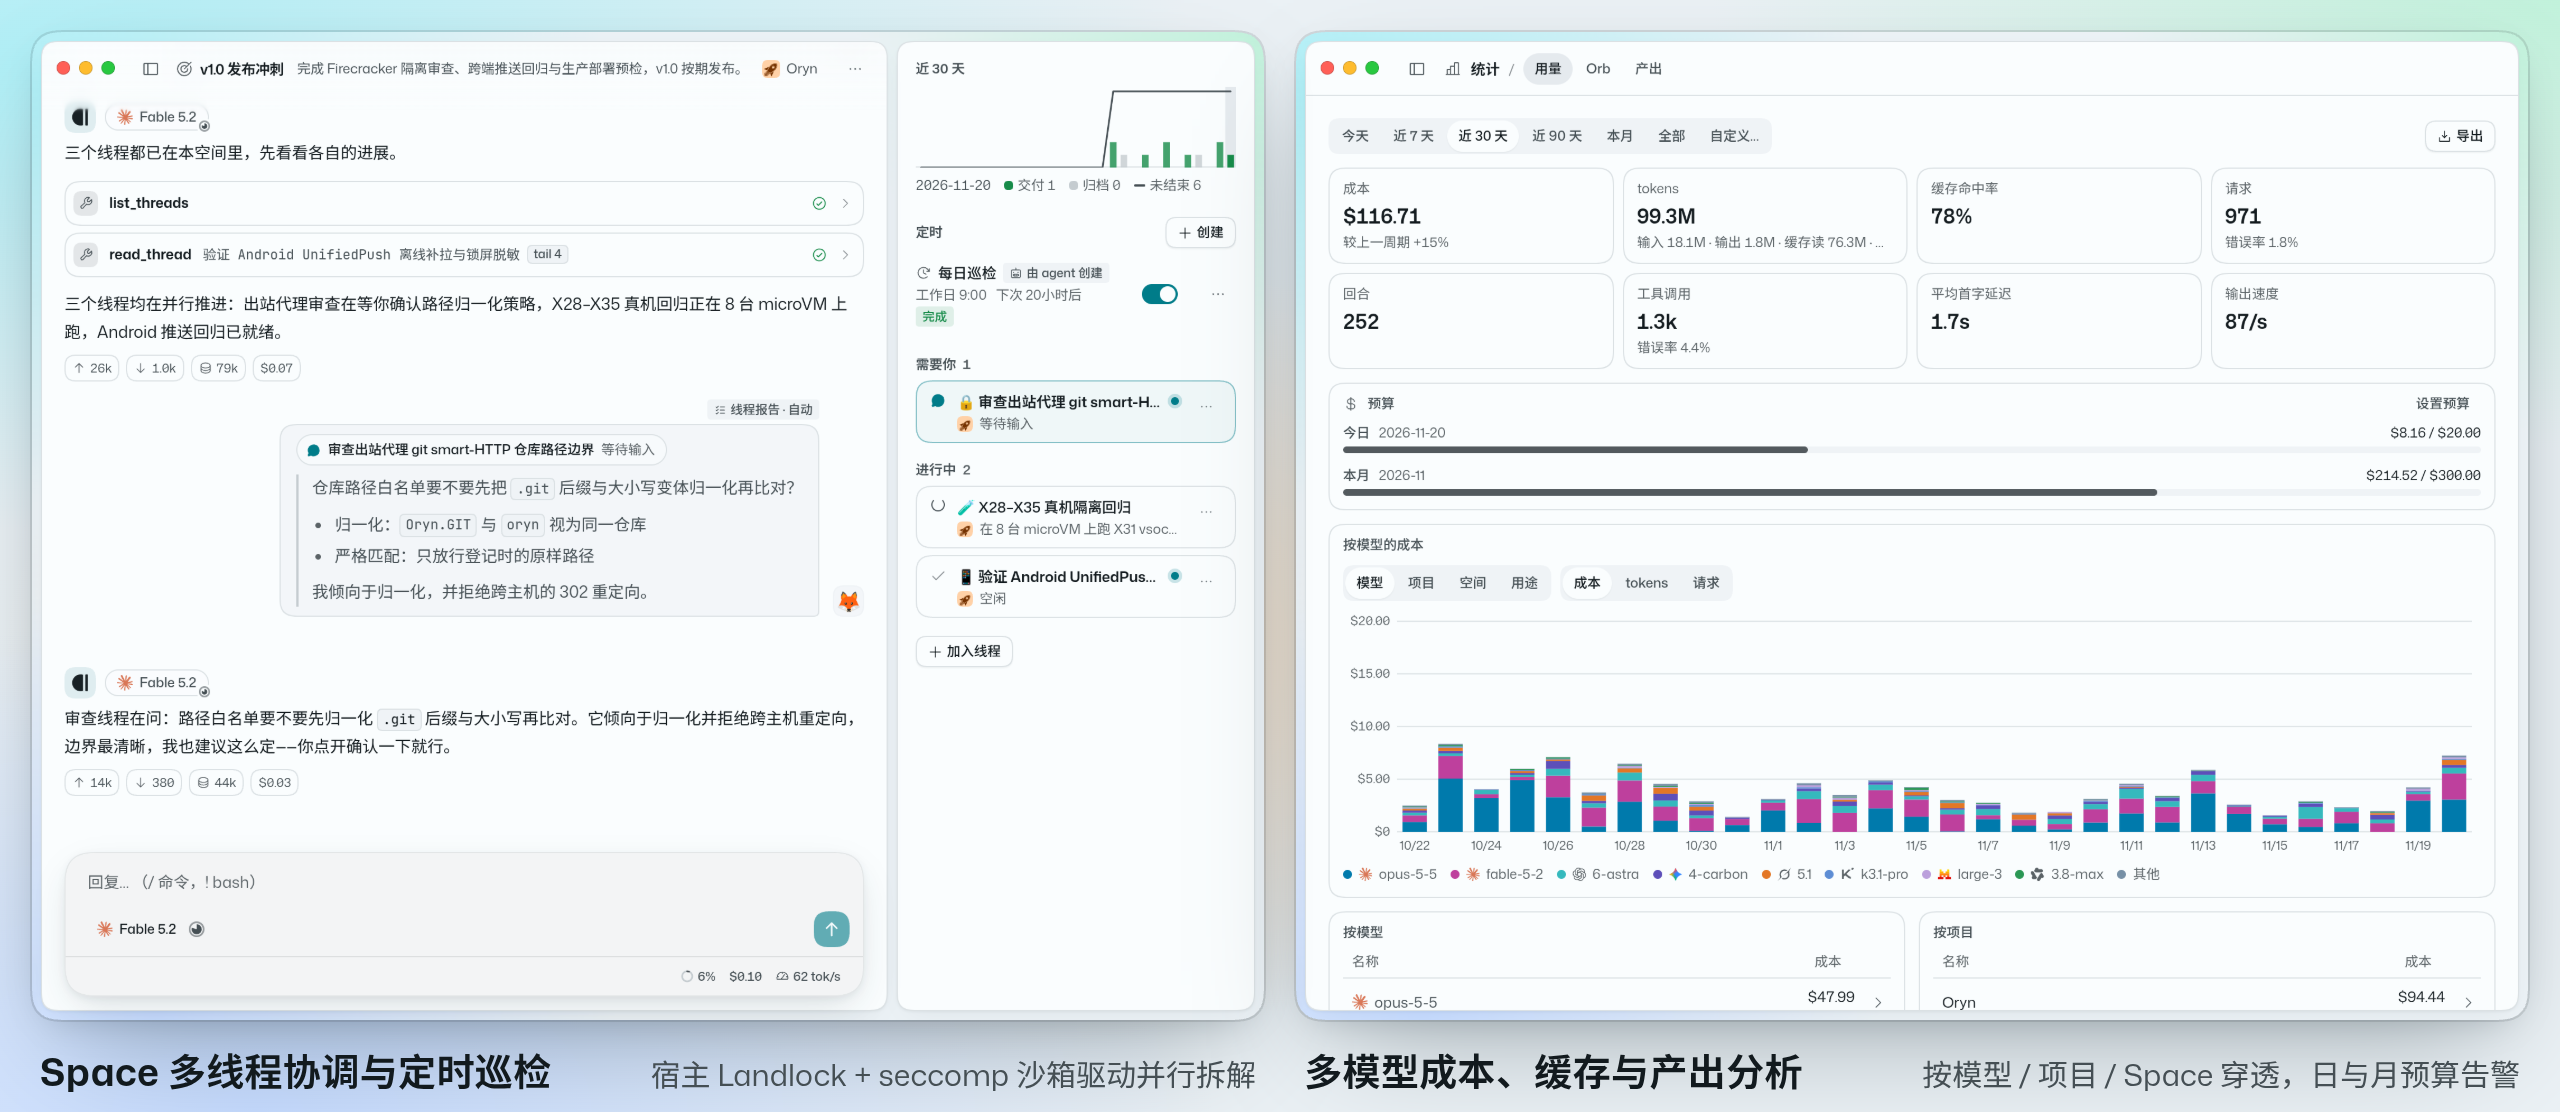 v1.0 发布冲刺 完成 Firecracker 隔离审查、跨端推送回归与生产部署预检，v1.0 按期发布。 Oryn ...
Fable 5.2
三个线程都已在本空间里，先看看各自的进展。
list_threads
read_thread 验证 Android UnifiedPush 离线补拉与锁屏脱敏 tail 4
三个线程均在并行推进：出站代理审查在等你确认路径归一化策略，X28–X35 真机回归正在 8 台 microVM 上
跑，Android 推送回归已就绪。
↑ 26k ↓ 1.0k 79k $0.07
线程报告 · 自动
审查出站代理 git smart-HTTP 仓库路径边界 等待输入
仓库路径白名单要不要先把 .git 后缀与大小写变体归一化再比对？
• 归一化：Oryn.GIT 与 oryn 视为同一仓库
• 严格匹配：只放行登记时的原样路径
我倾向于归一化，并拒绝跨主机的 302 重定向。
Fable 5.2
审查线程在问：路径白名单要不要先归一化 .git 后缀与大小写再比对。它倾向于归一化并拒绝跨主机重定向，
边界最清晰，我也建议这么定——你点开确认一下就行。
↑ 14k ↓ 380 44k $0.03
回复... （/ 命令，! bash）
Fable 5.2
6% $0.10 62 tok/s
近 30 天
2026-11-20 交付 1 归档 0 未结束 6
定时 + 创建
每日巡检 由 agent 创建
工作日 9:00 下次 20小时后 ...
完成
需要你 1
审查出站代理 git smart-H... ...
等待输入
进行中 2
X28–X35 真机隔离回归 ...
在 8 台 microVM 上跑 X31 vsoc...
验证 Android UnifiedPus... ...
空闲
+ 加入线程
Space 多线程协调与定时巡检 宿主 Landlock + seccomp 沙箱驱动并行拆解
统计 / 用量 Orb 产出
今天 近 7 天 近 30 天 近 90 天 本月 全部 自定义... 导出
成本 tokens 缓存命中率 请求
$116.71 99.3M 78% 971
较上一周期 +15% 输入 18.1M · 输出 1.8M · 缓存读 76.3M · ... 错误率 1.8%
回合 工具调用 平均首字延迟 输出速度
252 1.3k 1.7s 87/s
错误率 4.4%
$ 预算 设置预算
今日 2026-11-20 $8.16 / $20.00
本月 2026-11 $214.52 / $300.00
按模型的成本
模型 项目 空间 用途 成本 tokens 请求
$20.00
$15.00
$10.00
$5.00
$0
10/22 10/24 10/26 10/28 10/30 11/1 11/3 11/5 11/7 11/9 11/11 11/13 11/15 11/17 11/19
opus-5-5 fable-5-2 6-astra 4-carbon 5.1 k3.1-pro large-3 3.8-max 其他
按模型 按项目
名称 成本 名称 成本
opus-5-5 $47.99 Oryn $94.44
多模型成本、缓存与产出分析 按模型 / 项目 / Space 穿透，日与月预算告警